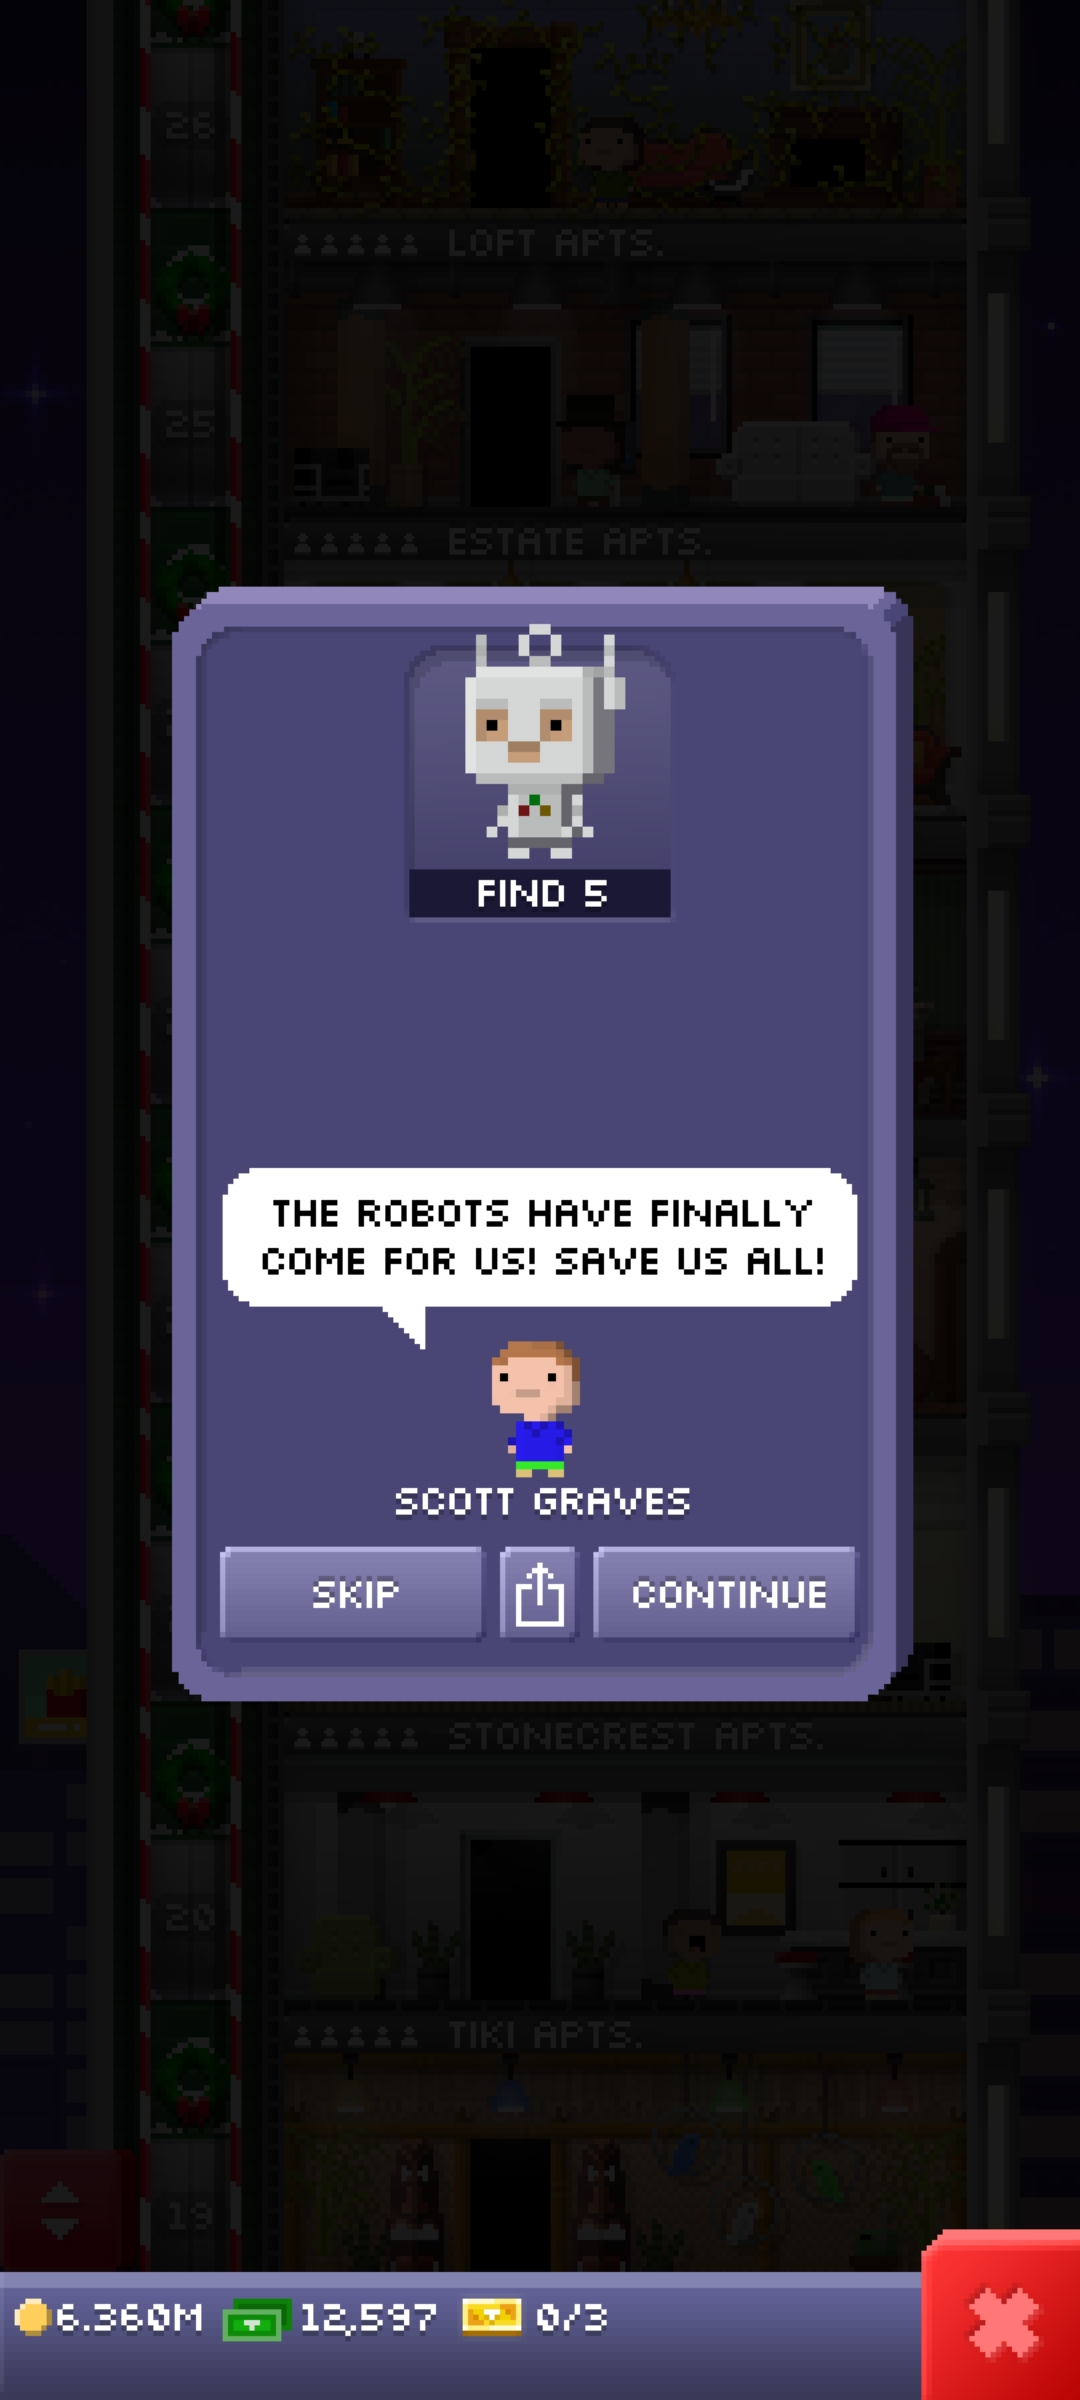 26
LOFT APTS.
25
ESTATE APTS.
FIND 5
THE ROBOTS HAVE FINALLY
COME FOR US! SAVE US ALL!
SCOTT GRAVES
SKIP
CONTINUE
STONECREST APTS.
20
TIKI APTS.
19
6.360M
12,597
0/3